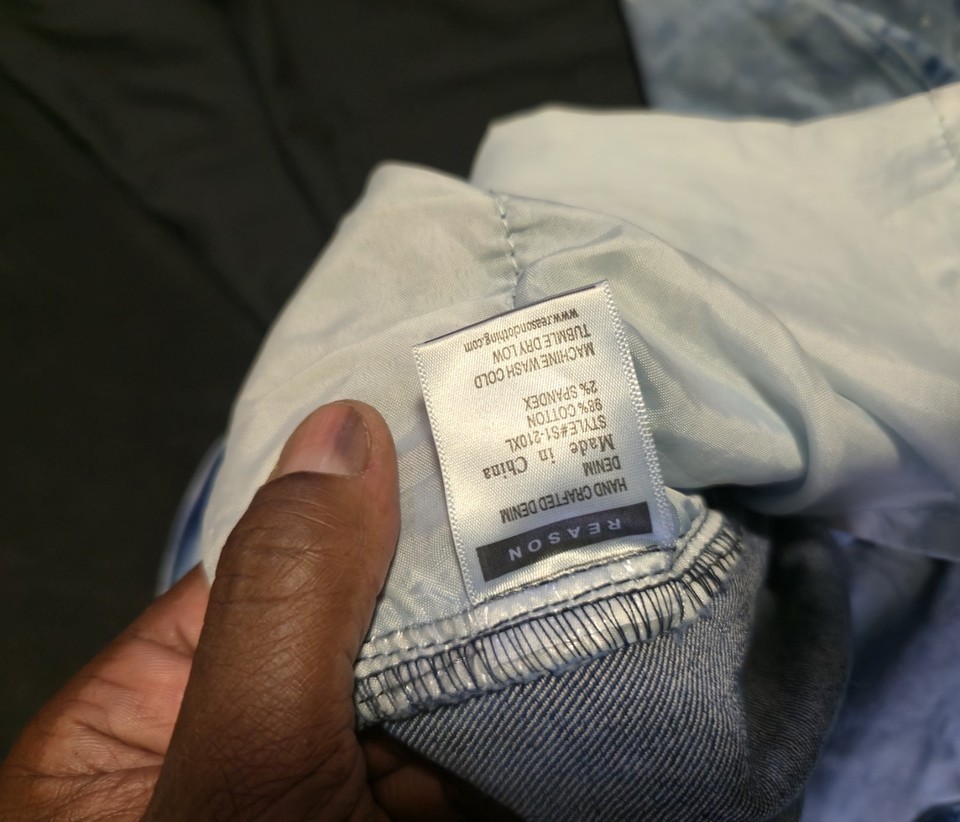 REASON
HAND CRAFTED DENIM
DENIM
Made in China
STYLE#S1-210XL
98% COTTON
2% SPANDEX
MACHINE WASH COLD
TUBMLE DRY LOW
www.reasonclothing.com